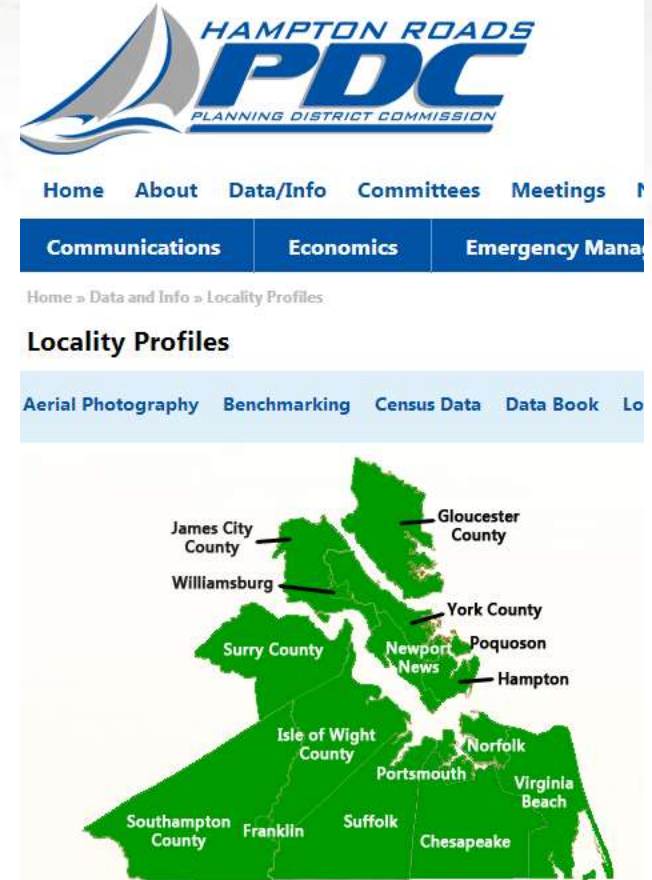 HAMPTON ROADS
PDC
PLANNING DISTRICT COMMISSION
Home About Data/Info Committees Meetings
Communications Economics Emergency
Home » Data and Info » Locality Profiles
Locality Profiles
Aerial Photography Benchmarking Census Data Data Book
James City
County
Gloucester
County
Williamsburg
York County
Surry County
Newport
News
Poquoson
Hampton
Isle of Wight
County
Norfolk
Portsmouth
Virginia
Beach
Southampton
County
Franklin
Suffolk
Chesapeake